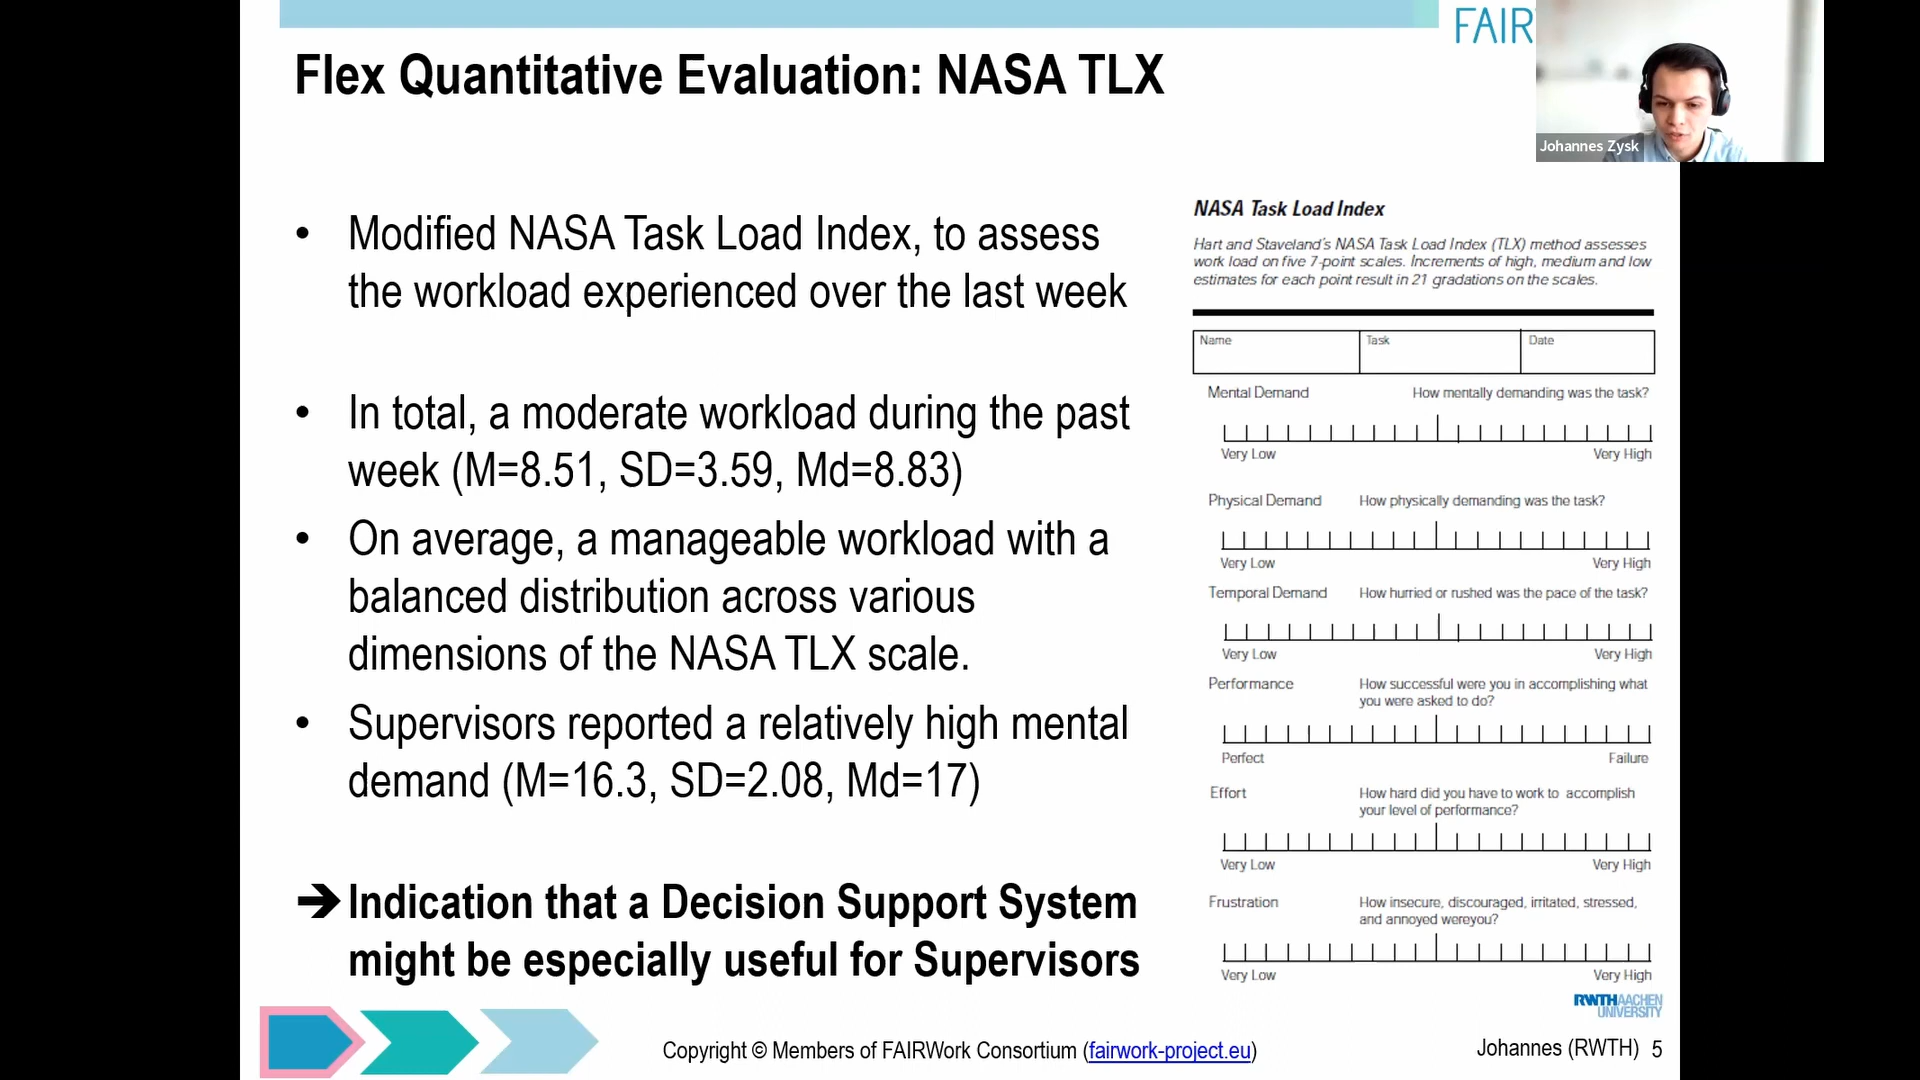 FAIR
Flex Quantitative Evaluation: NASA TLX
Johannes Zysk
• Modified NASA Task Load Index, to assess
the workload experienced over the last week
• In total, a moderate workload during the past
week (M=8.51, SD=3.59, Md=8.83)
• On average, a manageable workload with a
balanced distribution across various
dimensions of the NASA TLX scale.
• Supervisors reported a relatively high mental
demand (M=16.3, SD=2.08, Md=17)
➔ Indication that a Decision Support System
might be especially useful for Supervisors
NASA Task Load Index
Hart and Staveland's NASA Task Load Index (TLX) method assesses
work load on five 7-point scales. Increments of high, medium and low
estimates for each point result in 21 gradations on the scales.
Name Task Date
Mental Demand How mentally demanding was the task?
Very Low Very High
Physical Demand How physically demanding was the task?
Very Low Very High
Temporal Demand How hurried or rushed was the pace of the task?
Very Low Very High
Performance How successful were you in accomplishing what
you were asked to do?
Perfect Failure
Effort How hard did you have to work to accomplish
your level of performance?
Very Low Very High
Frustration How insecure, discouraged, irritated, stressed,
and annoyed wereyou?
Very Low Very High
RWTH AACHEN
UNIVERSITY
Copyright © Members of FAIRWork Consortium (fairwork-project.eu)
Johannes (RWTH) 5